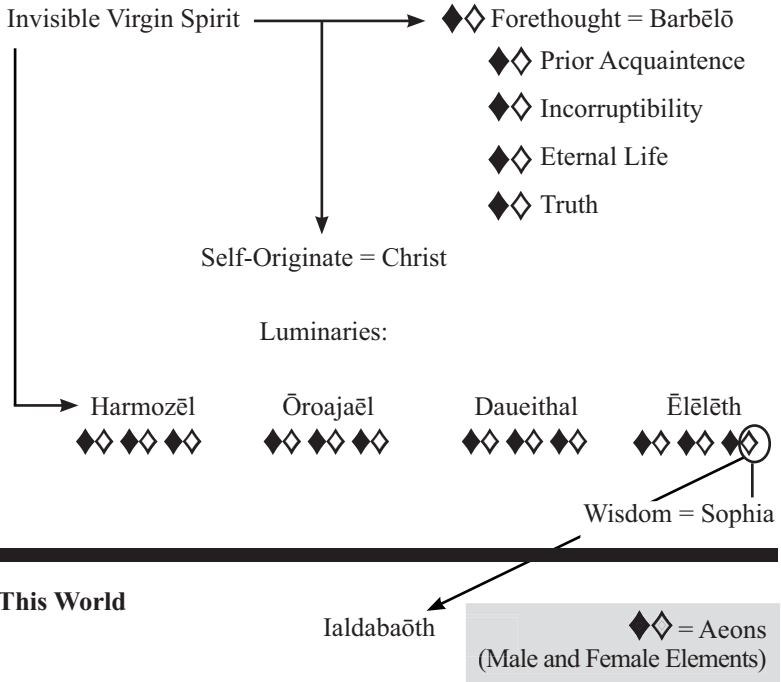 Invisible Virgin Spirit
Forethought = Barbēlō
Prior Acquaintence
Incorruptibility
Eternal Life
Truth
Self-Originate = Christ
Luminaries:
Harmozēl Ōroajaēl Daueithal Ēlēlēth
Wisdom = Sophia
This World
Ialdabaōth
= Aeons
(Male and Female Elements)